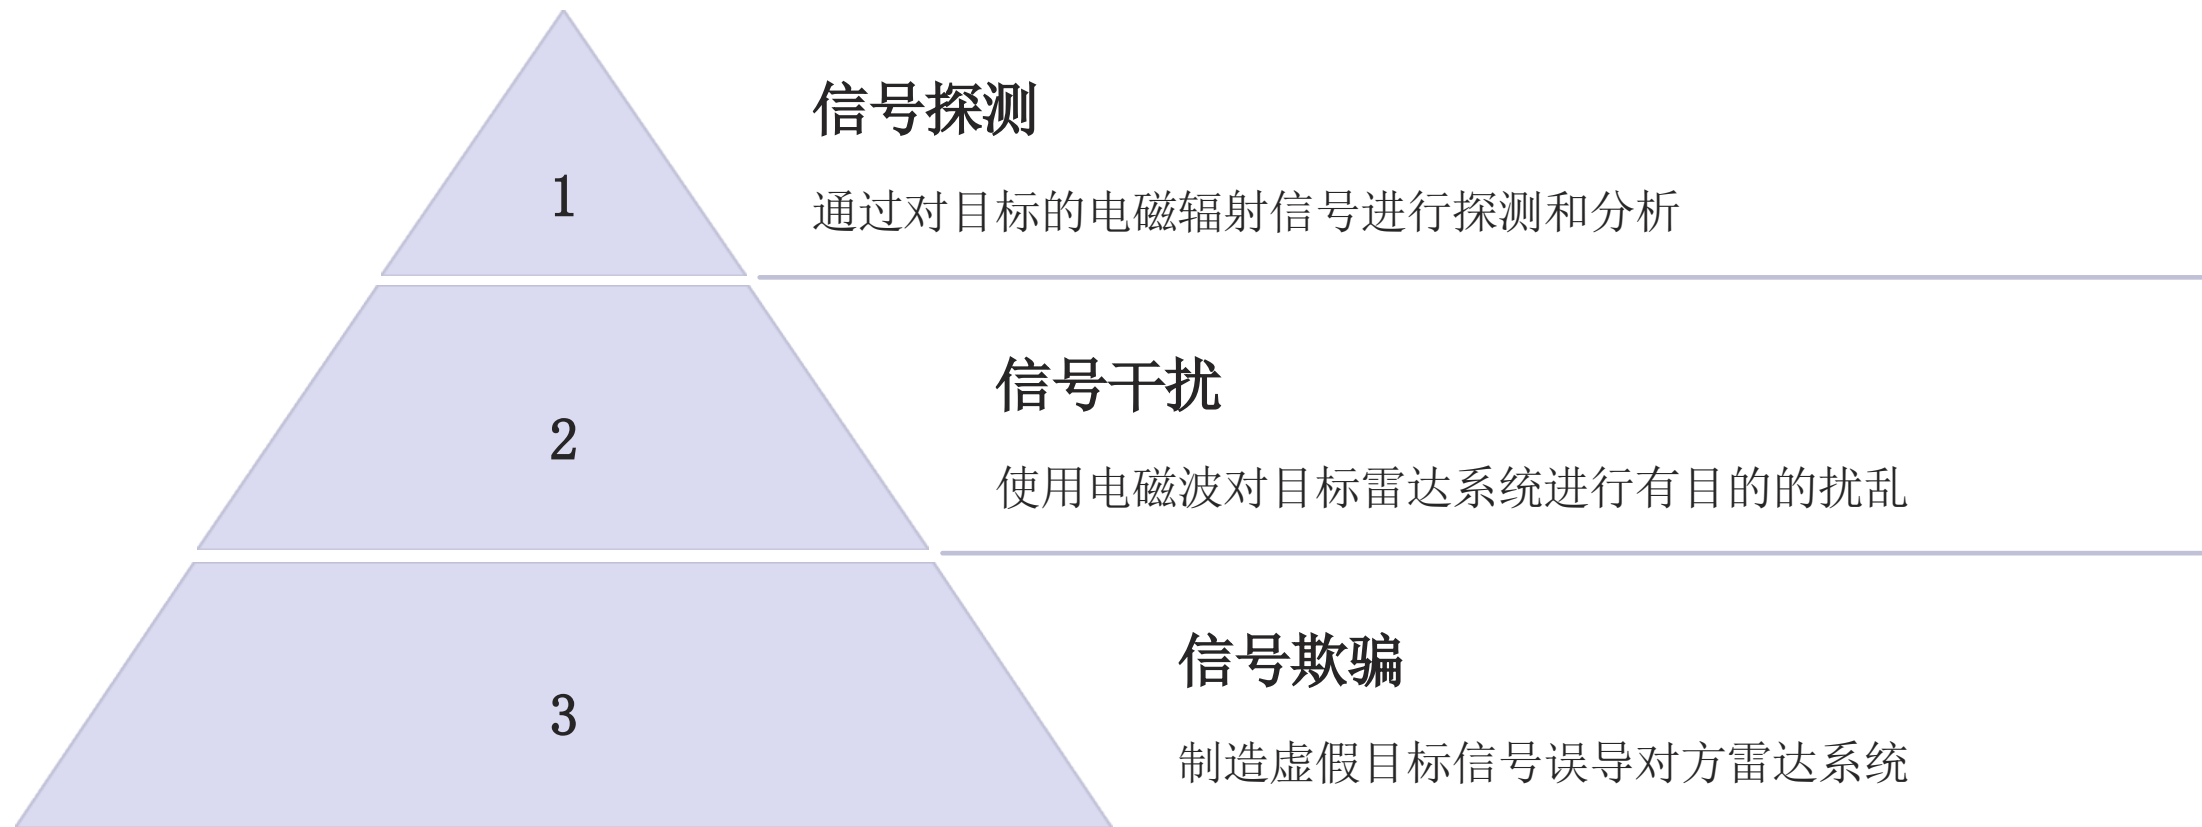 信号探测
1
通过对目标的电磁辐射信号进行探测和分析
信号干扰
2
使用电磁波对目标雷达系统进行有目的的扰乱
信号欺骗
3
制造虚假目标信号误导对方雷达系统